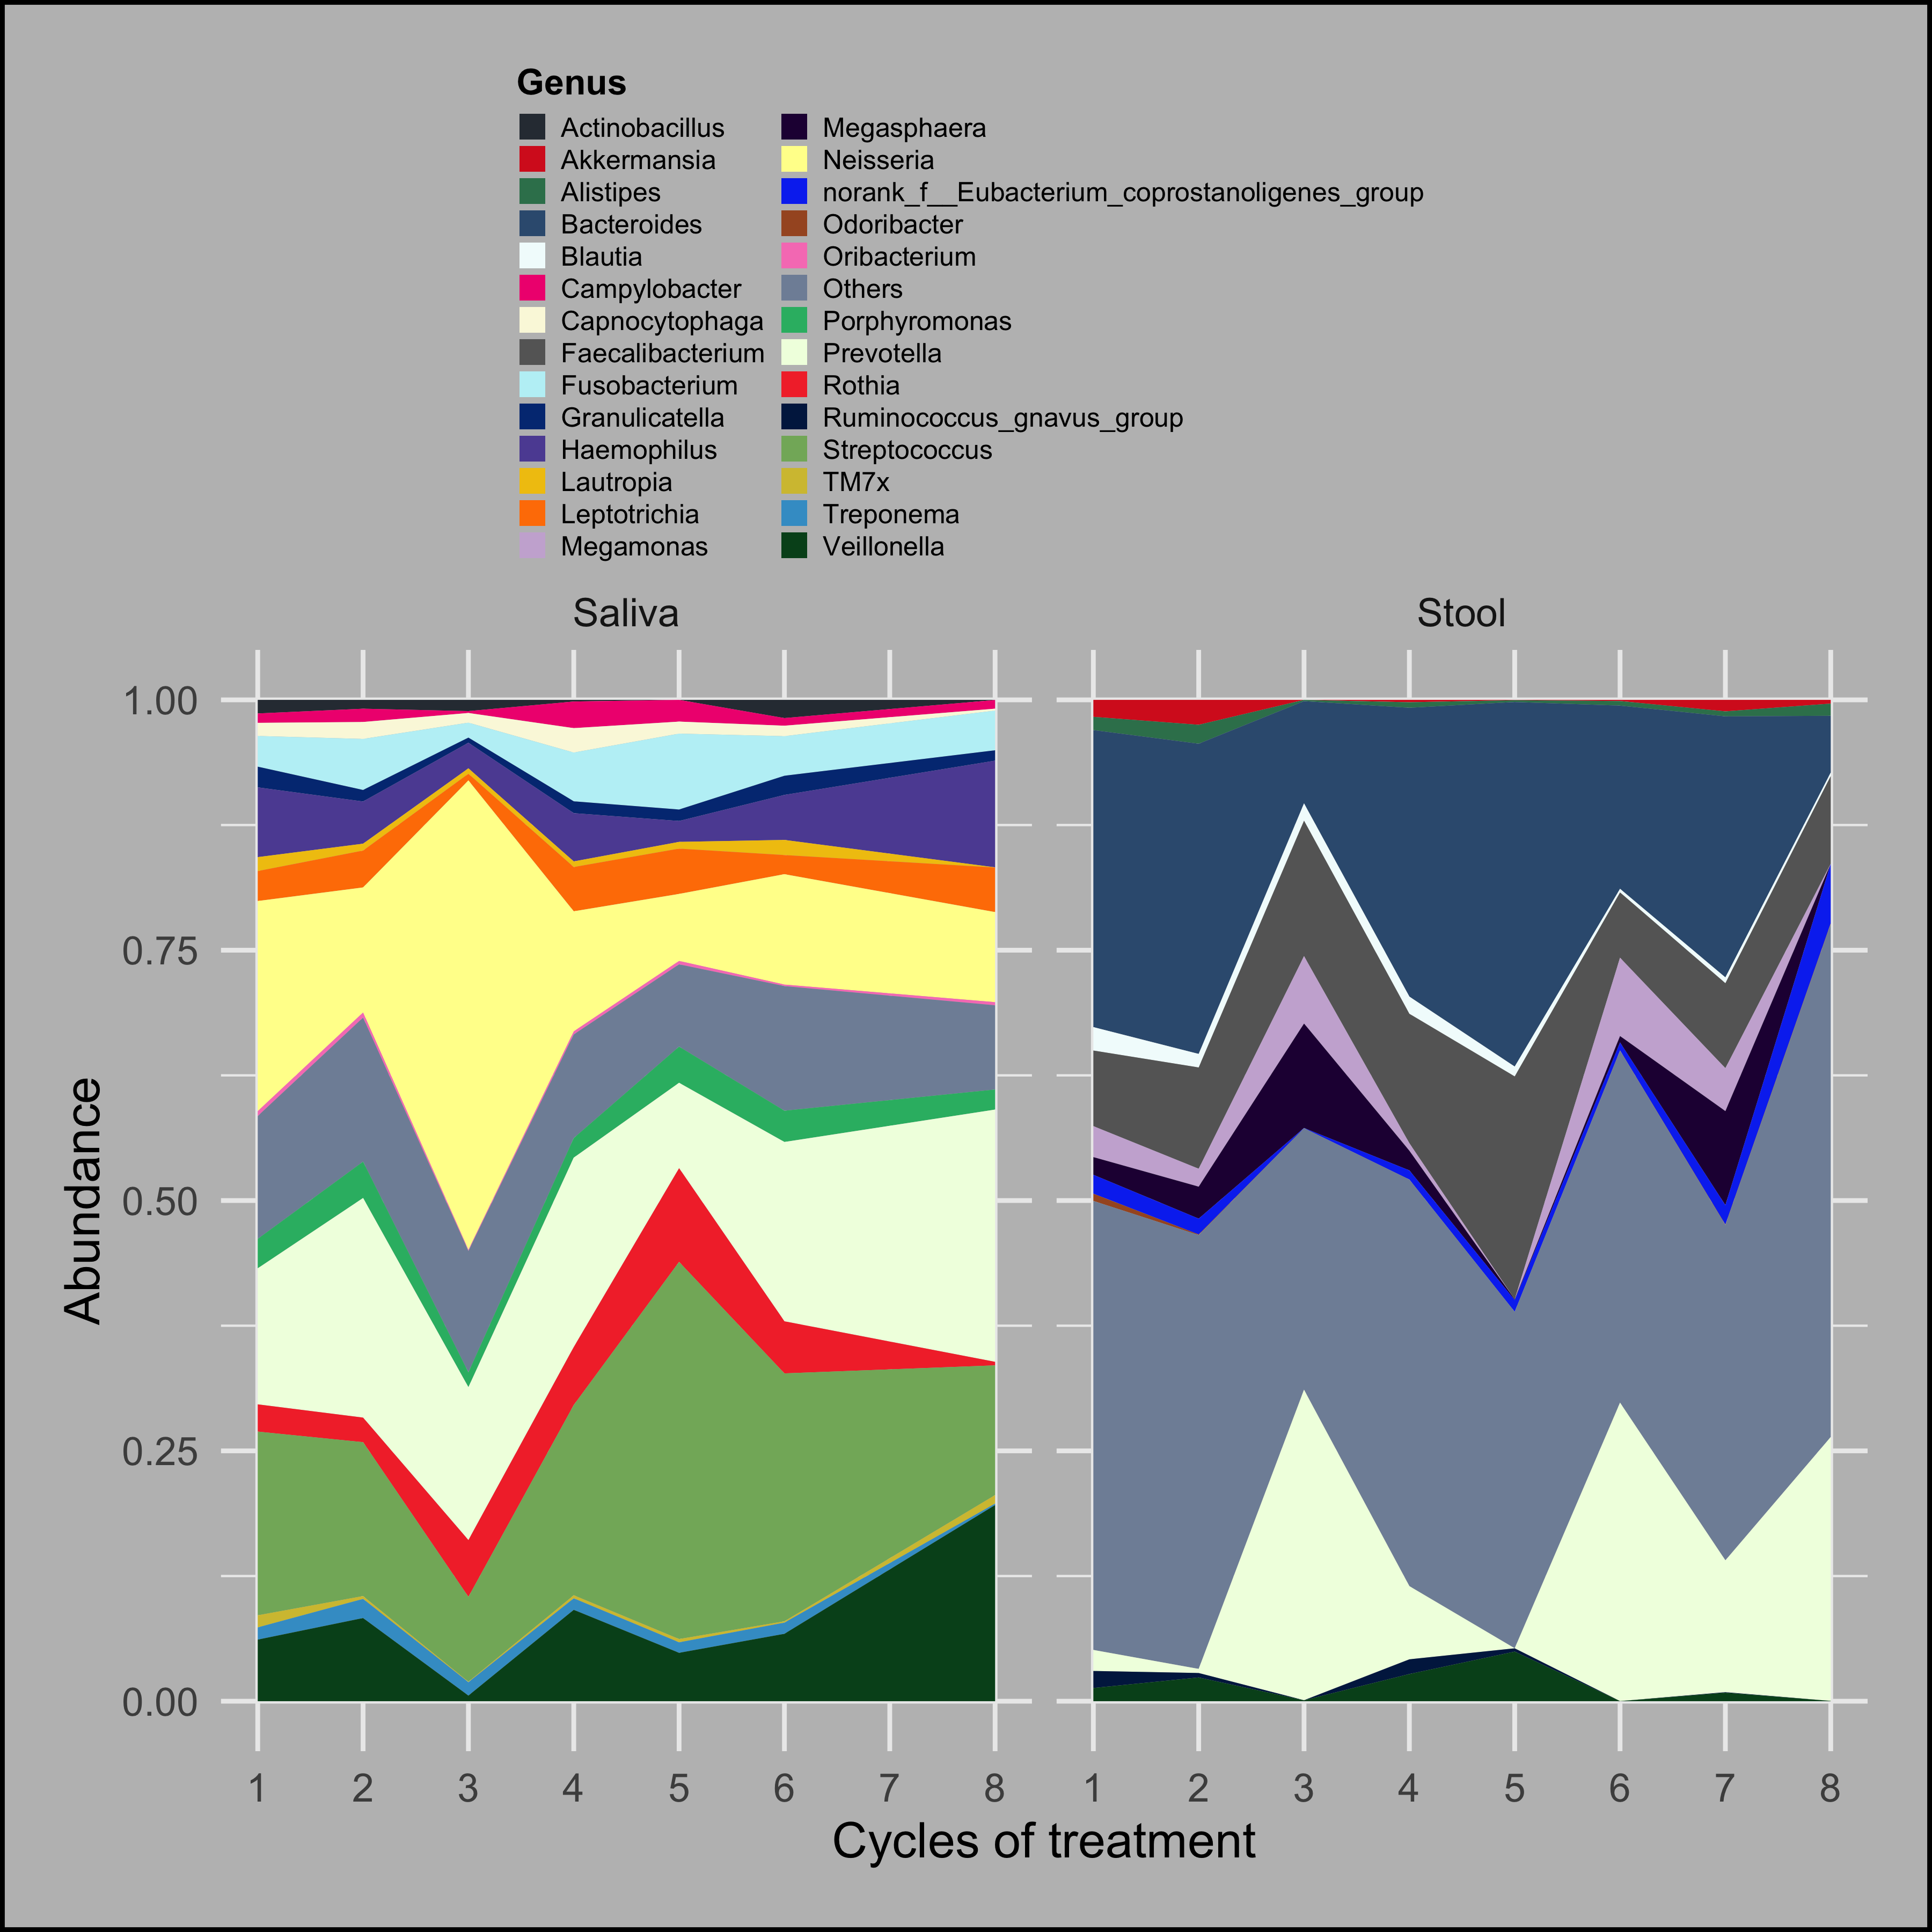 Genus
Actinobacillus
Akkermansia
Alistipes
Bacteroides
Blautia
Campylobacter
Capnocytophaga
Faecalibacterium
Fusobacterium
Granulicatella
Haemophilus
Lautropia
Leptotrichia
Megamonas
Megasphaera
Neisseria
norank_f__Eubacterium_coprostanoligenes_group
Odoribacter
Oribacterium
Others
Porphyromonas
Prevotella
Rothia
Ruminococcus_gnavus_group
Streptococcus
TM7x
Treponema
Veillonella
Saliva
Stool
1.00
0.75
0.50
0.25
0.00
Abundance
1 2 3 4 5 6 7 8
1 2 3 4 5 6 7 8
Cycles of treatment